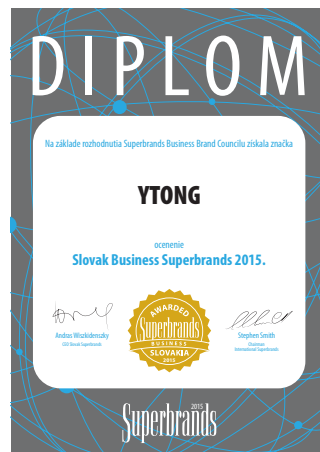 DIPLOM
Na základe rozhodnutia Superbrands Business Brand Councilu získala značka
YTONG
ocenenie
Slovak Business Superbrands 2015.
Andras Wiszkidenszky
CEO Slovak Superbrands
AWARDED
Superbrands
BUSINESS
SLOVAKIA
2015
Stephen Smith
Chairman
International Superbrands
2015
Superbrands